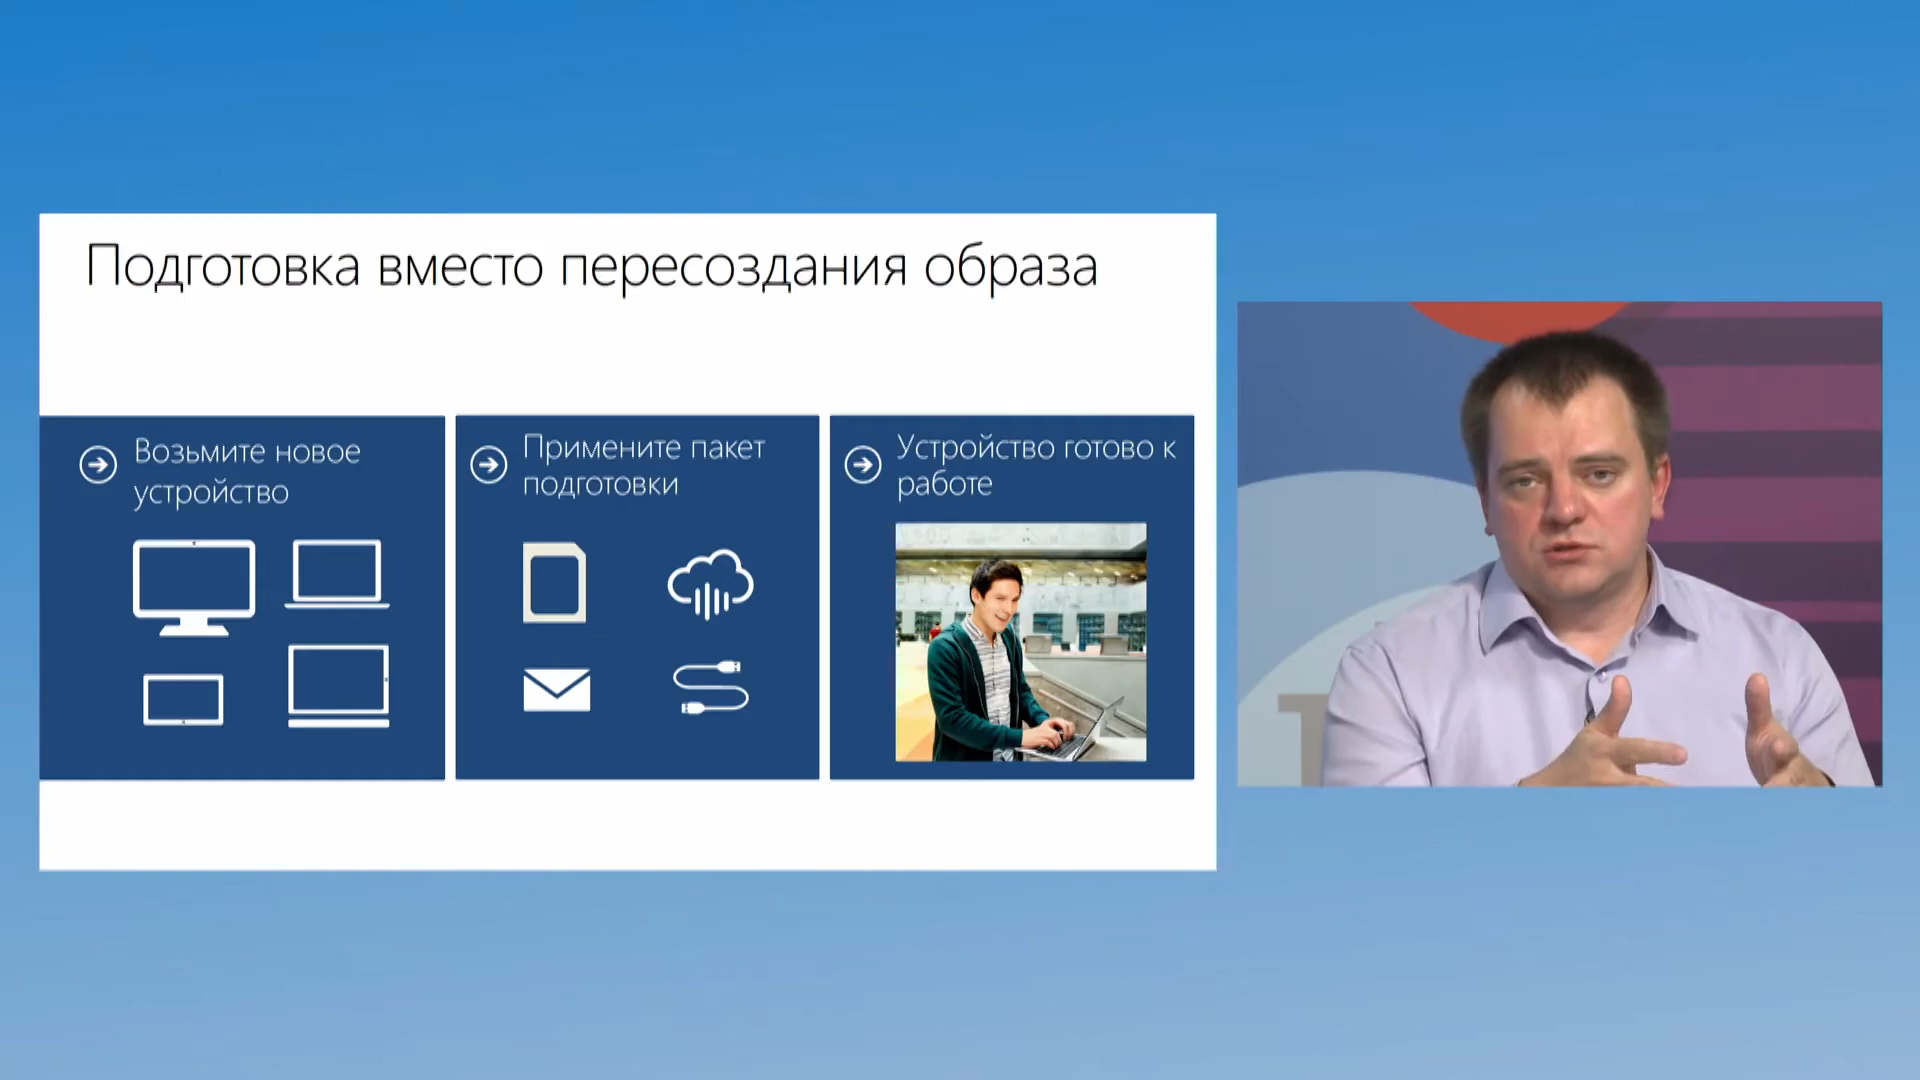 Подготовка вместо пересоздания образа
Возьмите новое
устройство
Примените пакет
подготовки
Устройство готово к
работе